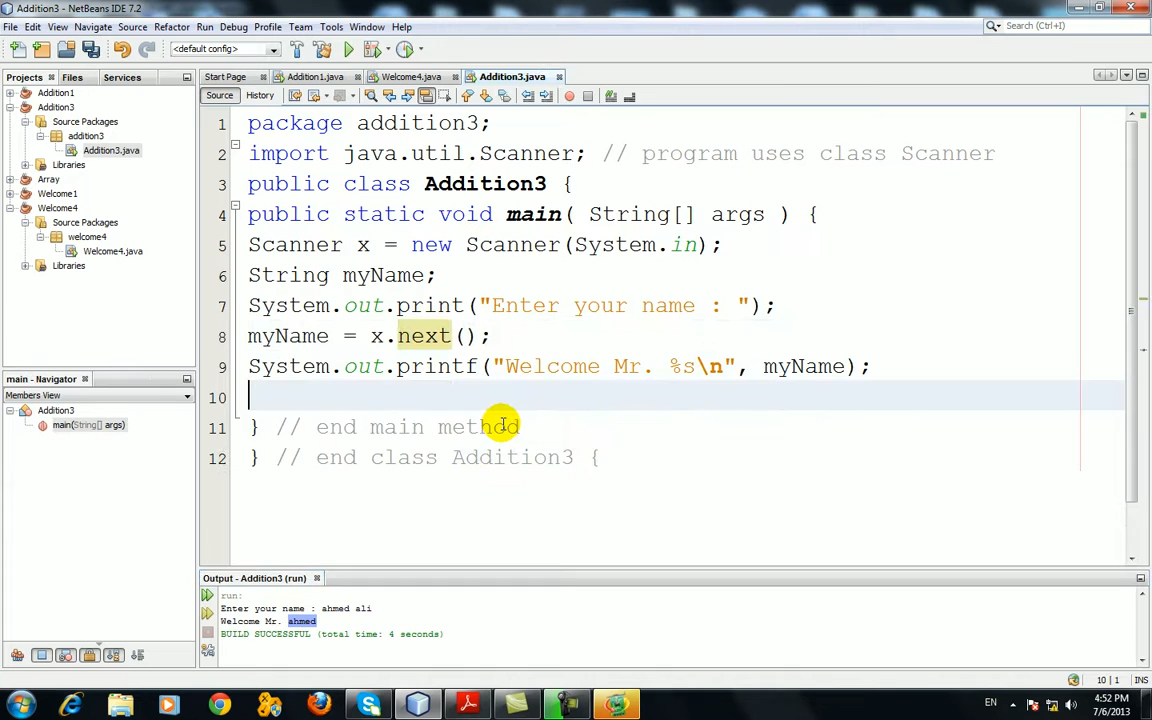 Addition3 - NetBeans IDE 7.2
File Edit View Navigate Source Refactor Run Debug Profile Team Tools Window Help
Search (Ctrl+I)
<default config>
Projects Files Services
Start Page Addition1.java Welcome4.java Addition3.java
Source History
Addition1
Addition3
Source Packages
addition3
Addition3.java
Libraries
Array
Welcome1
Welcome4
Source Packages
welcome4
Welcome4.java
Libraries
main - Navigator
Members View
Addition3
main(String[] args)
1 package addition3;
2 import java.util.Scanner; // program uses class Scanner
3 public class Addition3 {
4 public static void main( String[] args ) {
5 Scanner x = new Scanner(System.in);
6 String myName;
7 System.out.print("Enter your name : ");
8 myName = x.next();
9 System.out.printf("Welcome Mr. %s\n", myName);
10
11 } // end main method
12 } // end class Addition3 {
Output - Addition3 (run)
run:
Enter your name : ahmed ali
Welcome Mr. ahmed
BUILD SUCCESSFUL (total time: 4 seconds)
10 | 1 INS
EN
4:52 PM
7/6/2013